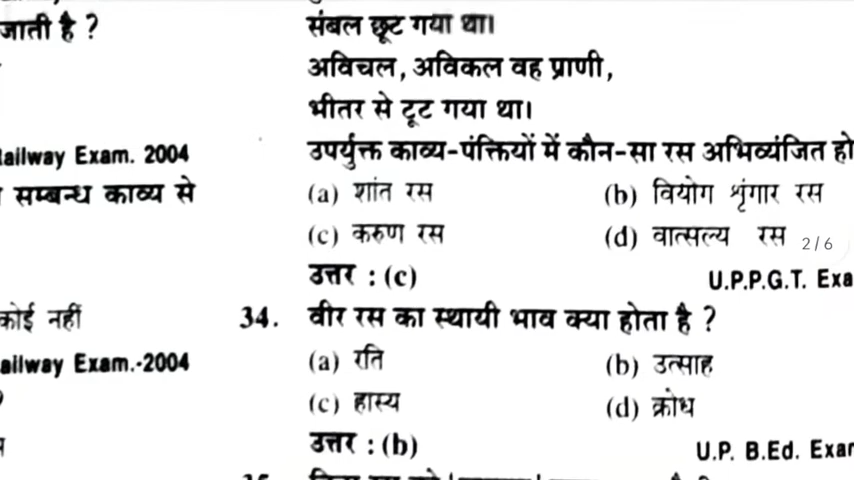 जाती है ?
Railway Exam. 2004
सम्बन्ध काव्य से
कोई नहीं
Railway Exam.-2004
संबल छूट गया था।
अविचल, अविकल वह प्राणी,
भीतर से टूट गया था।
उपर्युक्त काव्य-पंक्तियों में कौन-सा रस अभिव्यंजित हो
(a) शांत रस (b) वियोग शृंगार रस
(c) करुण रस (d) वात्सल्य रस
2/6
उत्तर : (c) U.P.P.G.T. Exa
34. वीर रस का स्थायी भाव क्या होता है ?
(a) रति (b) उत्साह
(c) हास्य (d) क्रोध
उत्तर : (b) U.P. B.Ed. Exam
35.